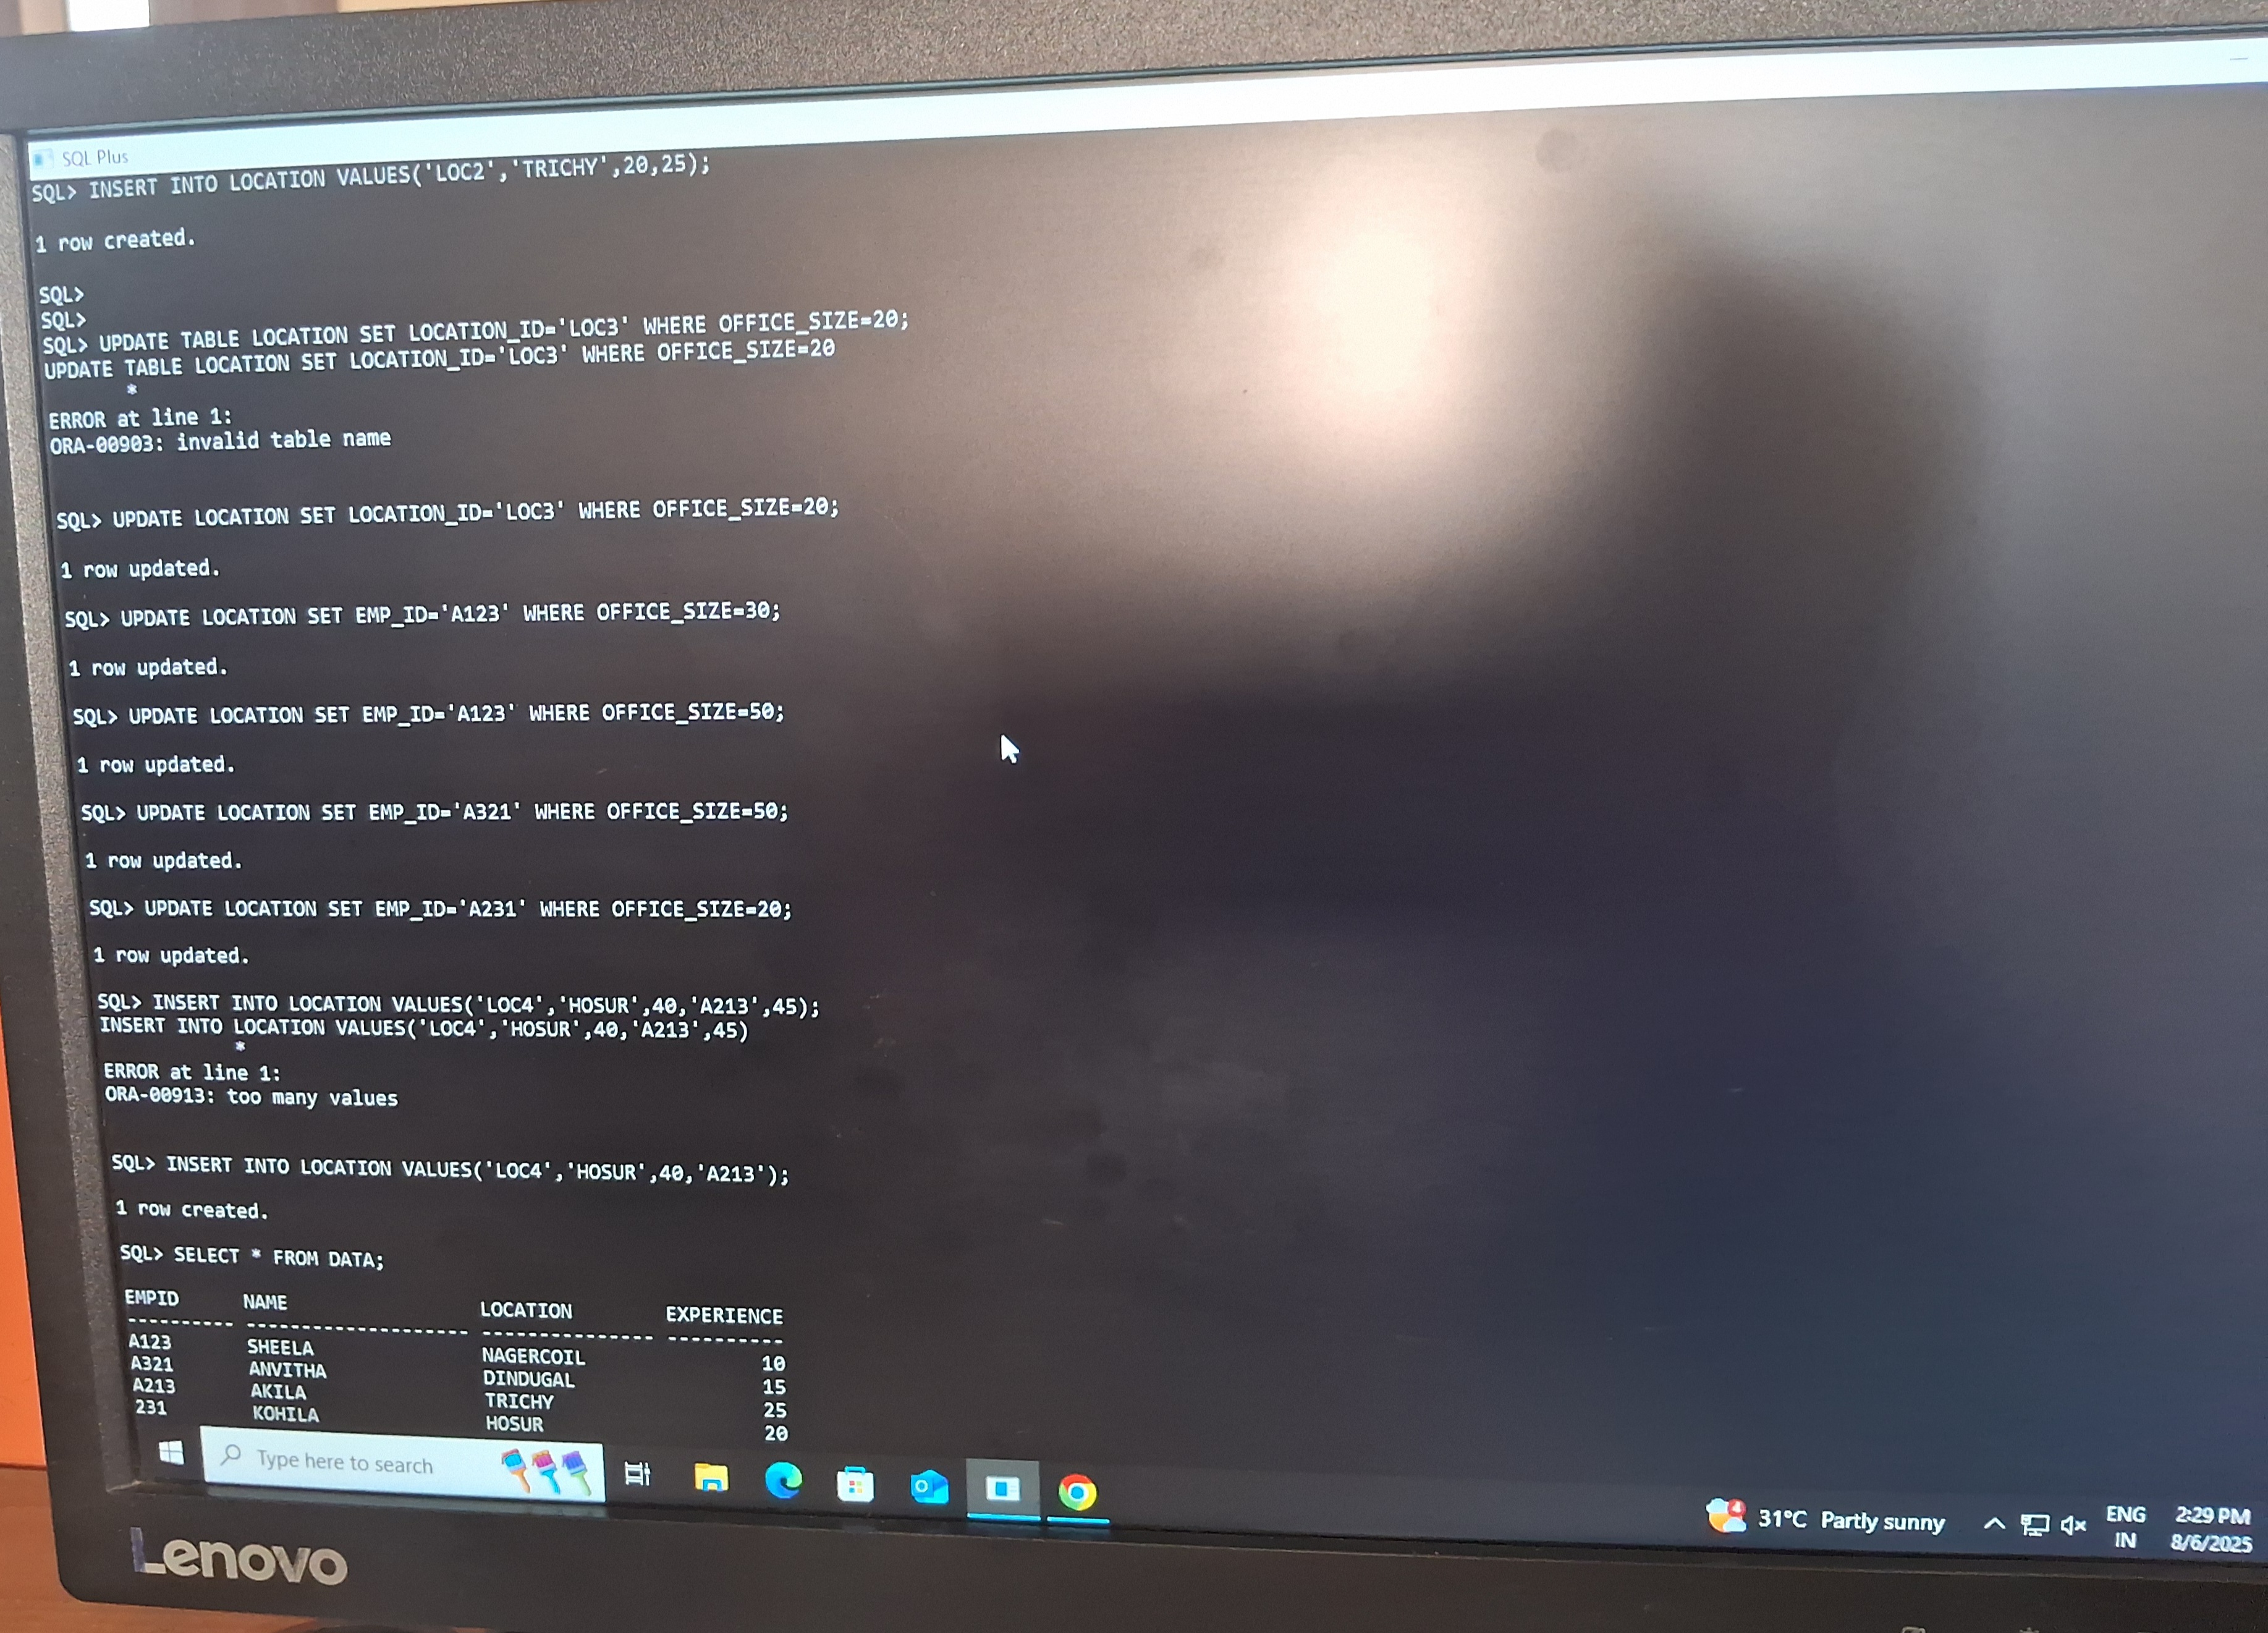 SQL Plus
SQL> INSERT INTO LOCATION VALUES('LOC2','TRICHY',20,25);
1 row created.
SQL>
SQL>
SQL> UPDATE TABLE LOCATION SET LOCATION_ID='LOC3' WHERE OFFICE_SIZE=20;
UPDATE TABLE LOCATION SET LOCATION_ID='LOC3' WHERE OFFICE_SIZE=20
*
ERROR at line 1:
ORA-00903: invalid table name
SQL> UPDATE LOCATION SET LOCATION_ID='LOC3' WHERE OFFICE_SIZE=20;
1 row updated.
SQL> UPDATE LOCATION SET EMP_ID='A123' WHERE OFFICE_SIZE=30;
1 row updated.
SQL> UPDATE LOCATION SET EMP_ID='A123' WHERE OFFICE_SIZE=50;
1 row updated.
SQL> UPDATE LOCATION SET EMP_ID='A321' WHERE OFFICE_SIZE=50;
1 row updated.
SQL> UPDATE LOCATION SET EMP_ID='A231' WHERE OFFICE_SIZE=20;
1 row updated.
SQL> INSERT INTO LOCATION VALUES('LOC4','HOSUR',40,'A213',45);
INSERT INTO LOCATION VALUES('LOC4','HOSUR',40,'A213',45)
*
ERROR at line 1:
ORA-00913: too many values
SQL> INSERT INTO LOCATION VALUES('LOC4','HOSUR',40,'A213');
1 row created.
SQL> SELECT * FROM DATA;
EMPID NAME LOCATION EXPERIENCE
---------- -------------------- --------------- ----------
A123 SHEELA NAGERCOIL 10
A321 ANVITHA DINDUGAL 15
A213 AKILA TRICHY 25
231 KOHILA HOSUR 20
Type here to search
4
31°C Partly sunny
ENG
IN
2:29 PM
8/6/2025
Lenovo